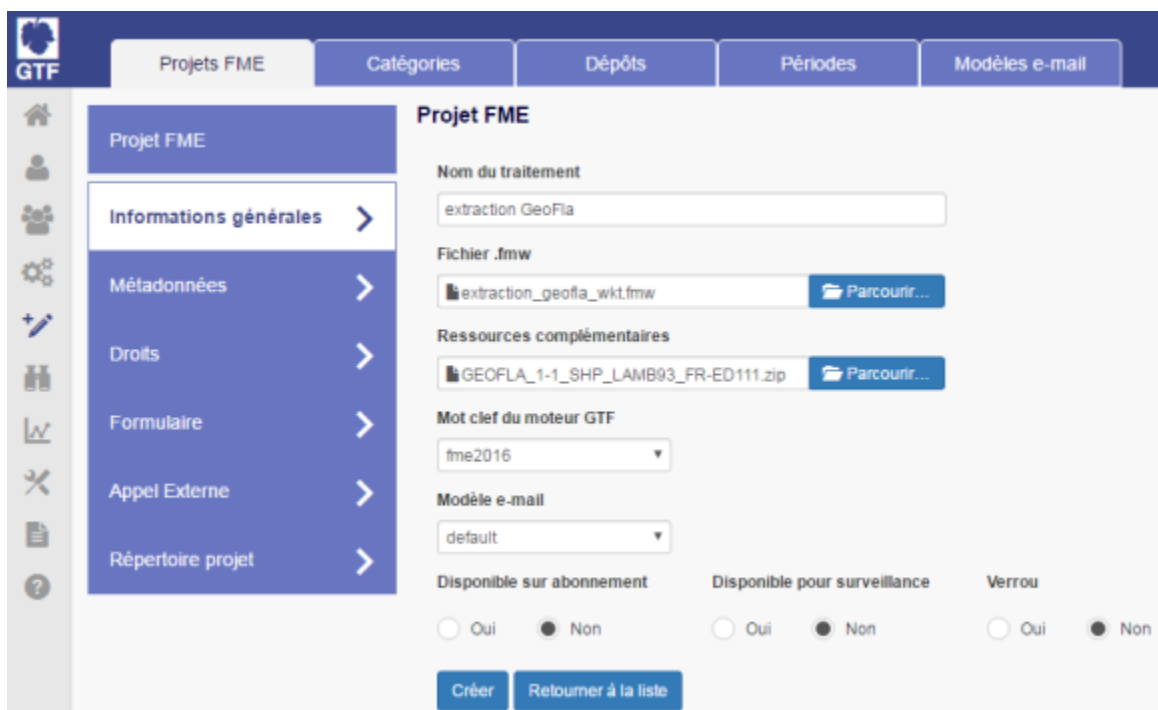 GTF
Projets FME
Catégories
Dépôts
Périodes
Modèles e-mail
Projet FME
Informations générales
Métadonnées
Droits
Formulaire
Appel Externe
Répertoire projet
Projet FME
Nom du traitement
extraction GeoFla
Fichier .fmw
extraction_geofla_wkt.fmw Parcourir...
Ressources complémentaires
GEOFLA_1-1_SHP_LAMB93_FR-ED111.zip Parcourir...
Mot clef du moteur GTF
fme2016
Modèle e-mail
default
Disponible sur abonnement Disponible pour surveillance Verrou
Oui Non Oui Non Oui Non
Créer Retourner à la liste